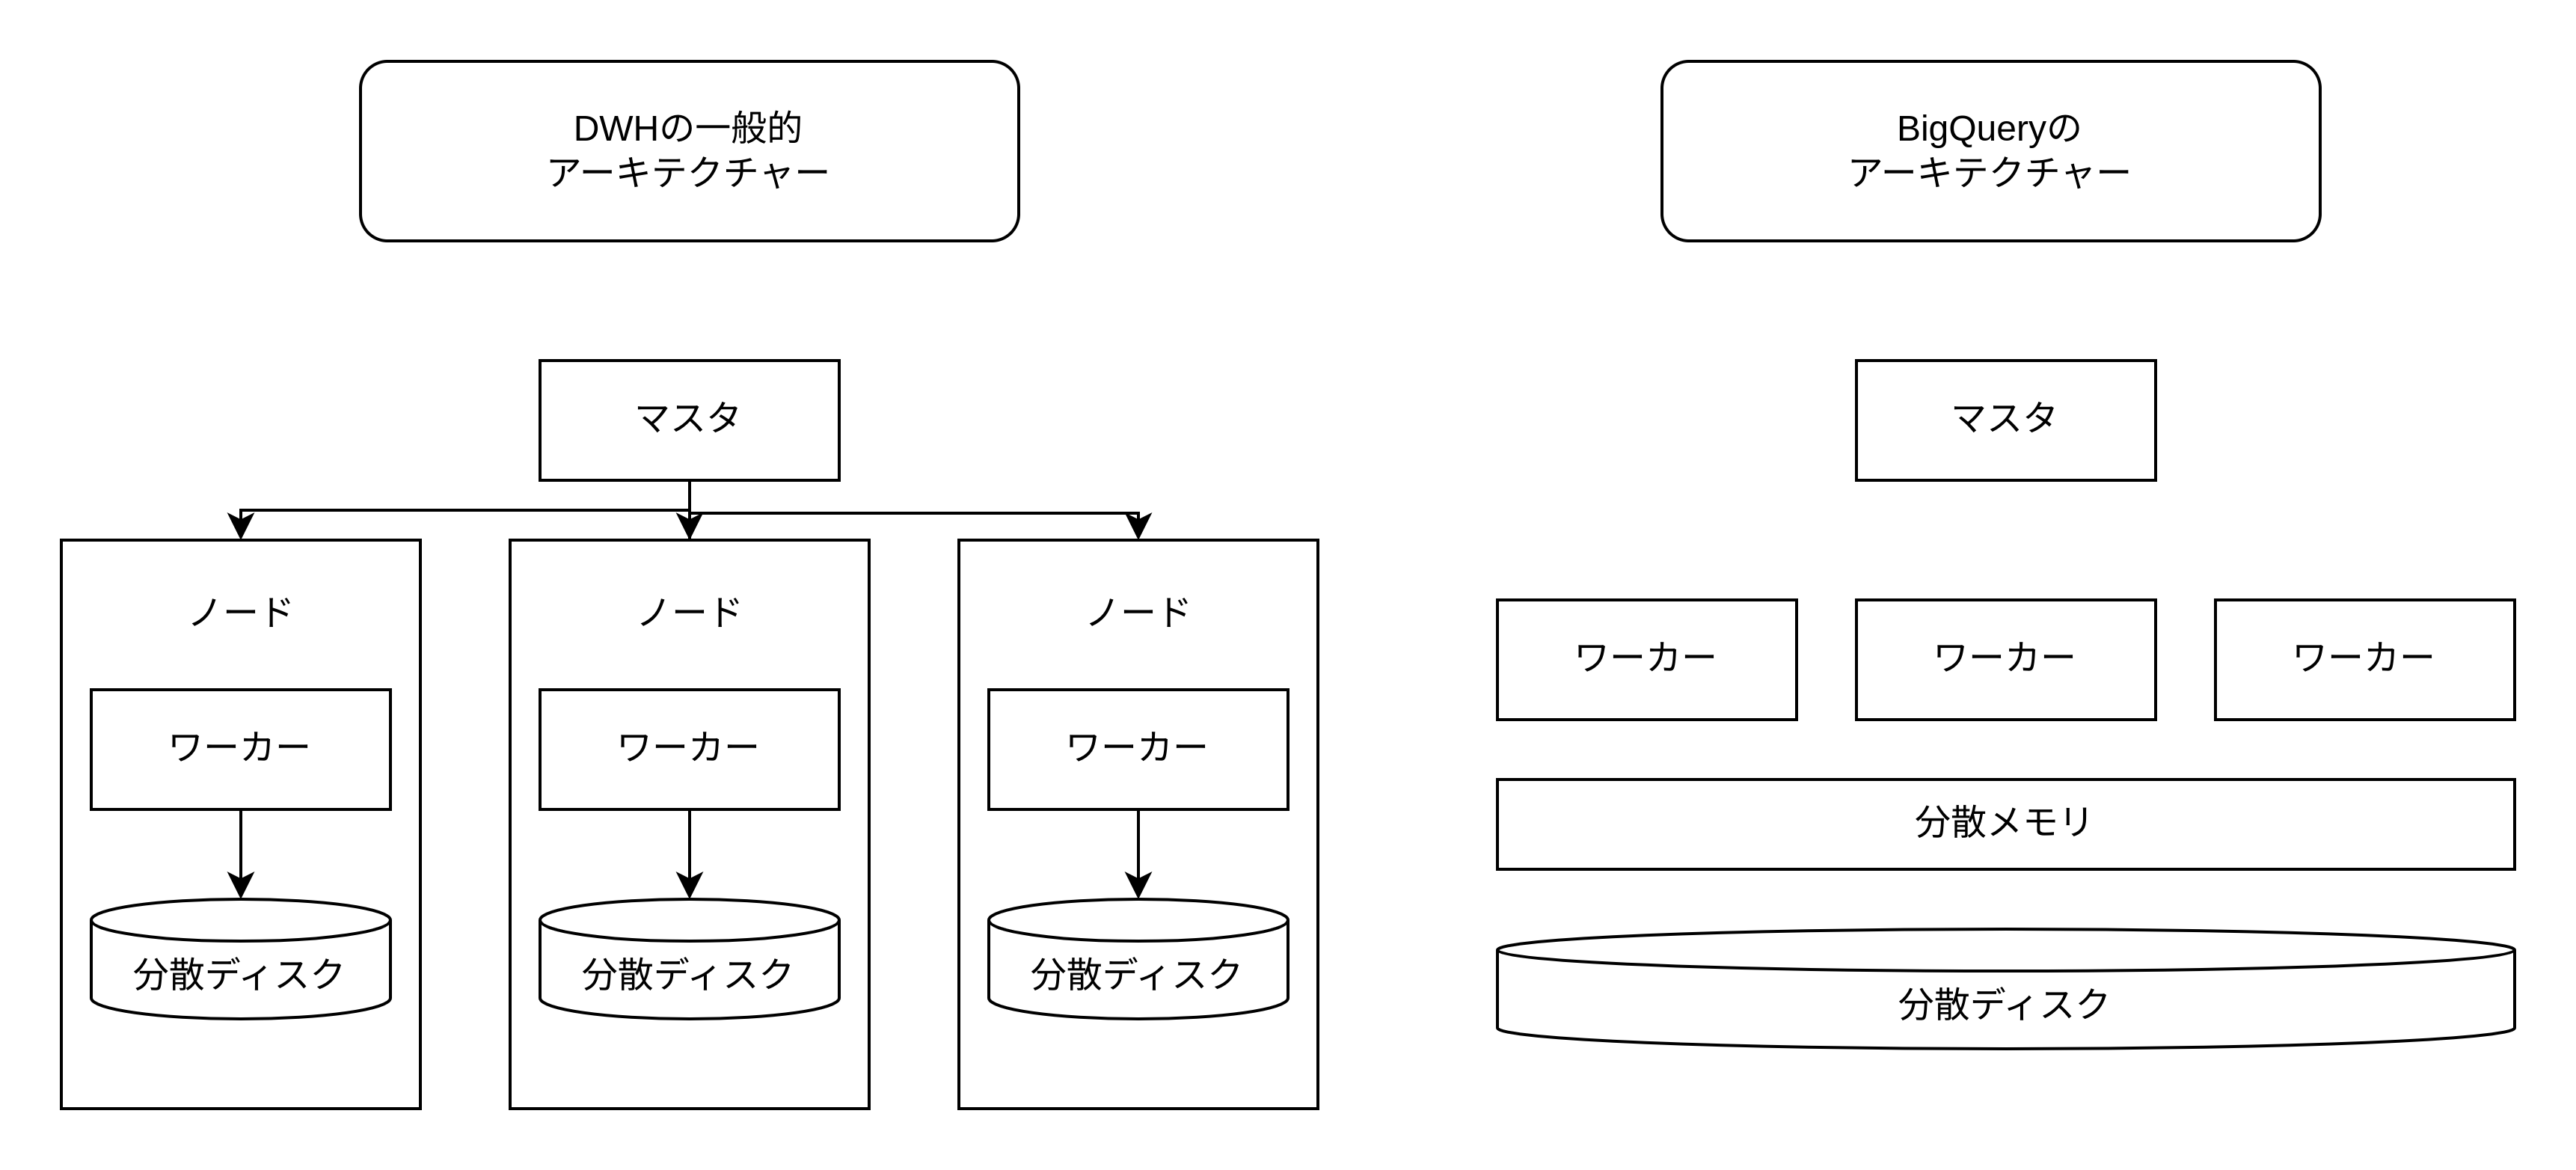 DWHの一般的
アーキテクチャー
マスタ
ノード
ワーカー
分散ディスク
ノード
ワーカー
分散ディスク
ノード
ワーカー
分散ディスク
BigQueryの
アーキテクチャー
マスタ
ワーカー
ワーカー
ワーカー
分散メモリ
分散ディスク